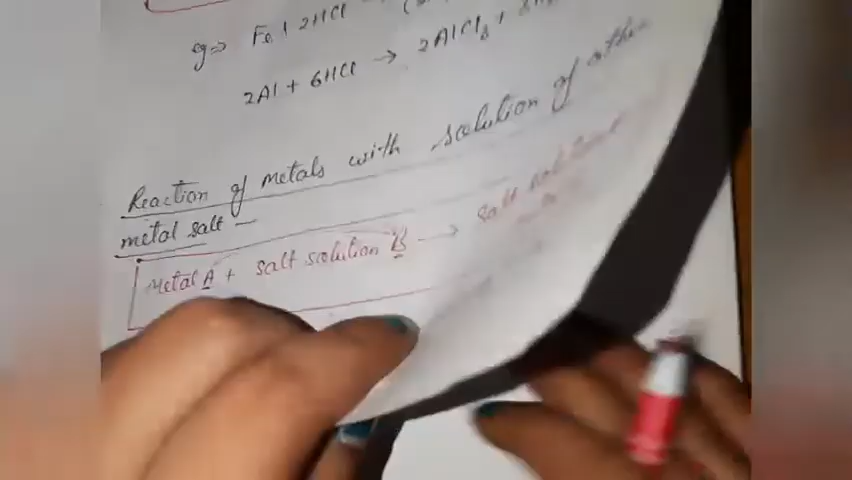 eg⇒ Fe + 2HCl
2Al + 6HCl → 2AlCl3 +
Reaction of metals with solution of other
metal salt —
Metal A + salt solution B → salt solution